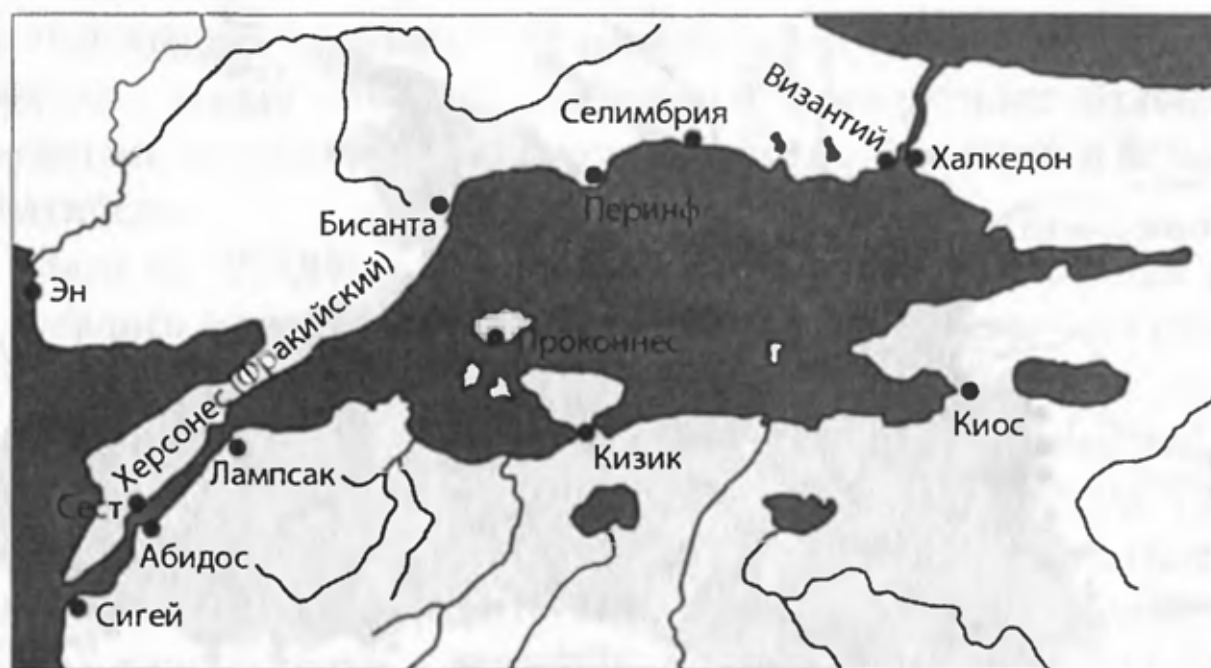 Селимбрия
Византий
Халкедон
Перинф
Бисанта
Эн
Херсонес (Фракийский)
Проконнес
Киос
Кизик
Лампсак
Сест
Абидос
Сигей